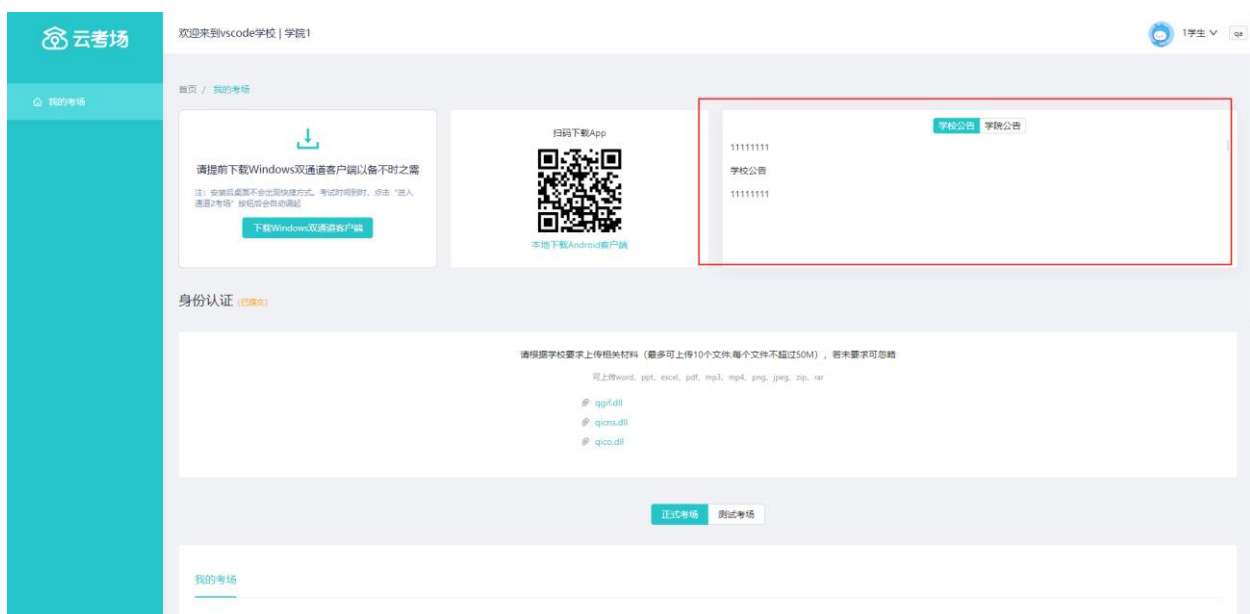 云考场
欢迎来到vscode学校 | 学院1
1学生
qa
我的考场
首页 / 我的考场
请提前下载Windows双通道客户端以备不时之需
注：安装后桌面不会出现快捷方式。考试时间到时，点击“进入
通道2考场”按钮后会自动调起
下载Windows双通道客户端
扫码下载App
本地下载Android客户端
学校公告 学院公告
11111111
学校公告
11111111
身份认证 (已提交)
请根据学校要求上传相关材料（最多可上传10个文件,每个文件不超过50M），若未要求可忽略
可上传word、ppt、excel、pdf、mp3、mp4、png、jpeg、zip、rar
qgif.dll
qicns.dll
qico.dll
正式考场 测试考场
我的考场